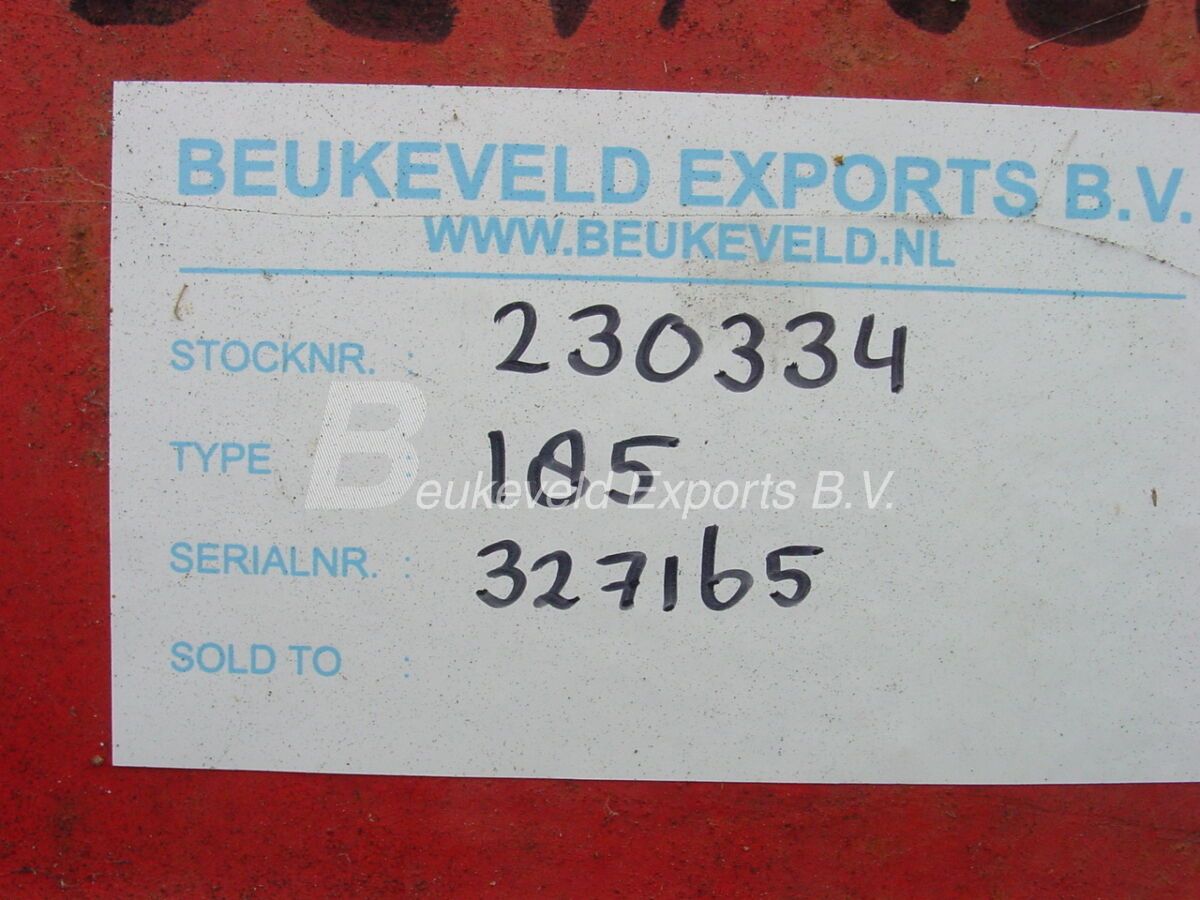 BEUKEVELD EXPORTS B.V.
WWW.BEUKEVELD.NL
STOCKNR. : 230334
TYPE : 185
Beukeveld Exports B.V.
SERIALNR. : 327165
SOLD TO :